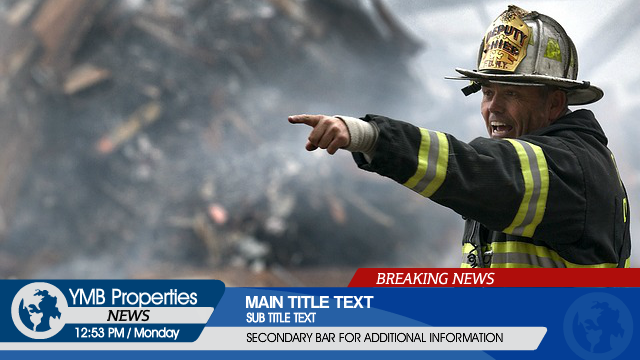 DEPUTY
CHIEF
F.D.N.Y.
BREAKING NEWS
YMB Properties
NEWS
12:53 PM / Monday
MAIN TITLE TEXT
SUB TITLE TEXT
SECONDARY BAR FOR ADDITIONAL INFORMATION